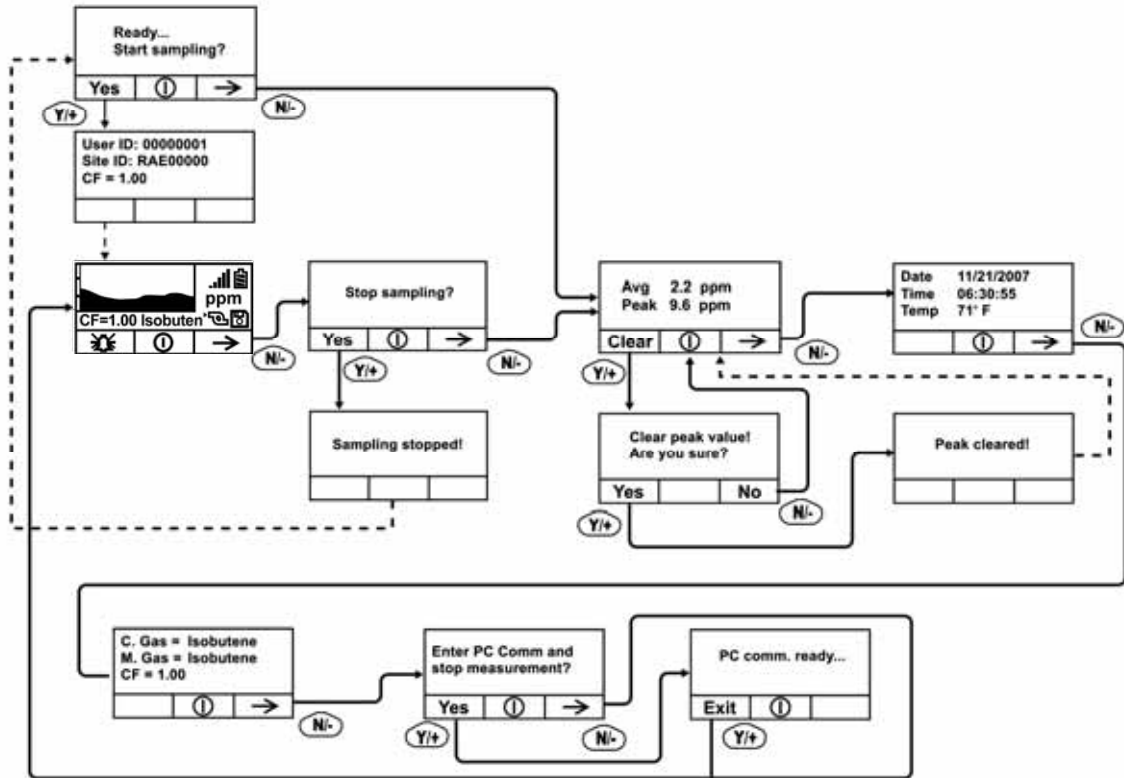 Ready...
Start sampling?
Yes
N/-
Y/+
User ID: 00000001
Site ID: RAE00000
CF = 1.00
ppm
CF=1.00 Isobuten
N/-
Stop sampling?
Yes
Y/+
N/-
Sampling stopped!
Avg 2.2 ppm
Peak 9.6 ppm
Clear
Y/+
N/-
Date 11/21/2007
Time 06:30:55
Temp 71° F
N/-
Clear peak value!
Are you sure?
Yes No
Y/+
N/-
Peak cleared!
C. Gas = Isobutene
M. Gas = Isobutene
CF = 1.00
N/-
Enter PC Comm and
stop measurement?
Yes
Y/+
N/-
PC comm. ready...
Exit
Y/+